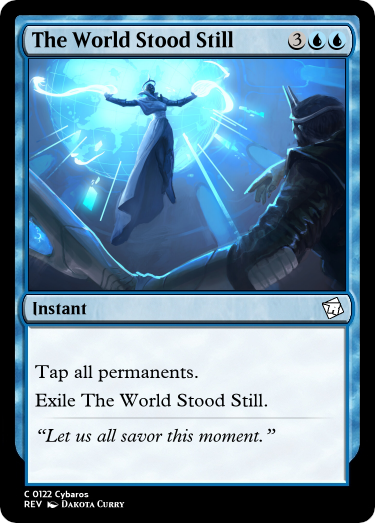 The World Stood Still 3
Instant
Tap all permanents.
Exile The World Stood Still.
“Let us all savor this moment.”
C 0122 Cybaros
REV Dakota Curry